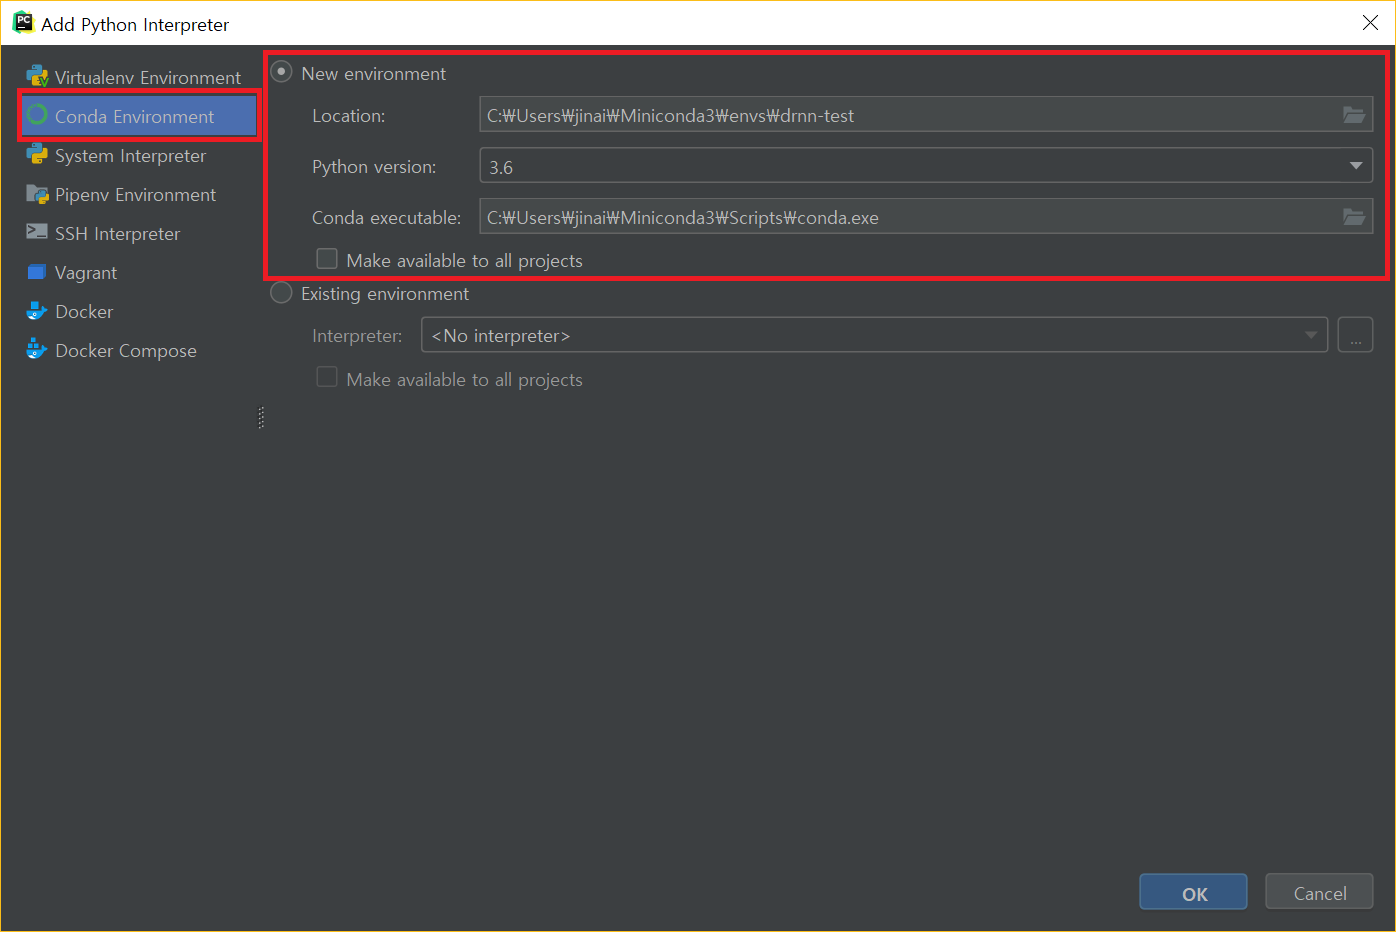 PC
Add Python Interpreter
Virtualenv Environment
Conda Environment
System Interpreter
Pipenv Environment
SSH Interpreter
Vagrant
Docker
Docker Compose
New environment
Location: C:₩Users₩jinai₩Miniconda3₩envs₩drnn-test
Python version: 3.6
Conda executable: C:₩Users₩jinai₩Miniconda3₩Scripts₩conda.exe
Make available to all projects
Existing environment
Interpreter: <No interpreter> ...
Make available to all projects
OK Cancel